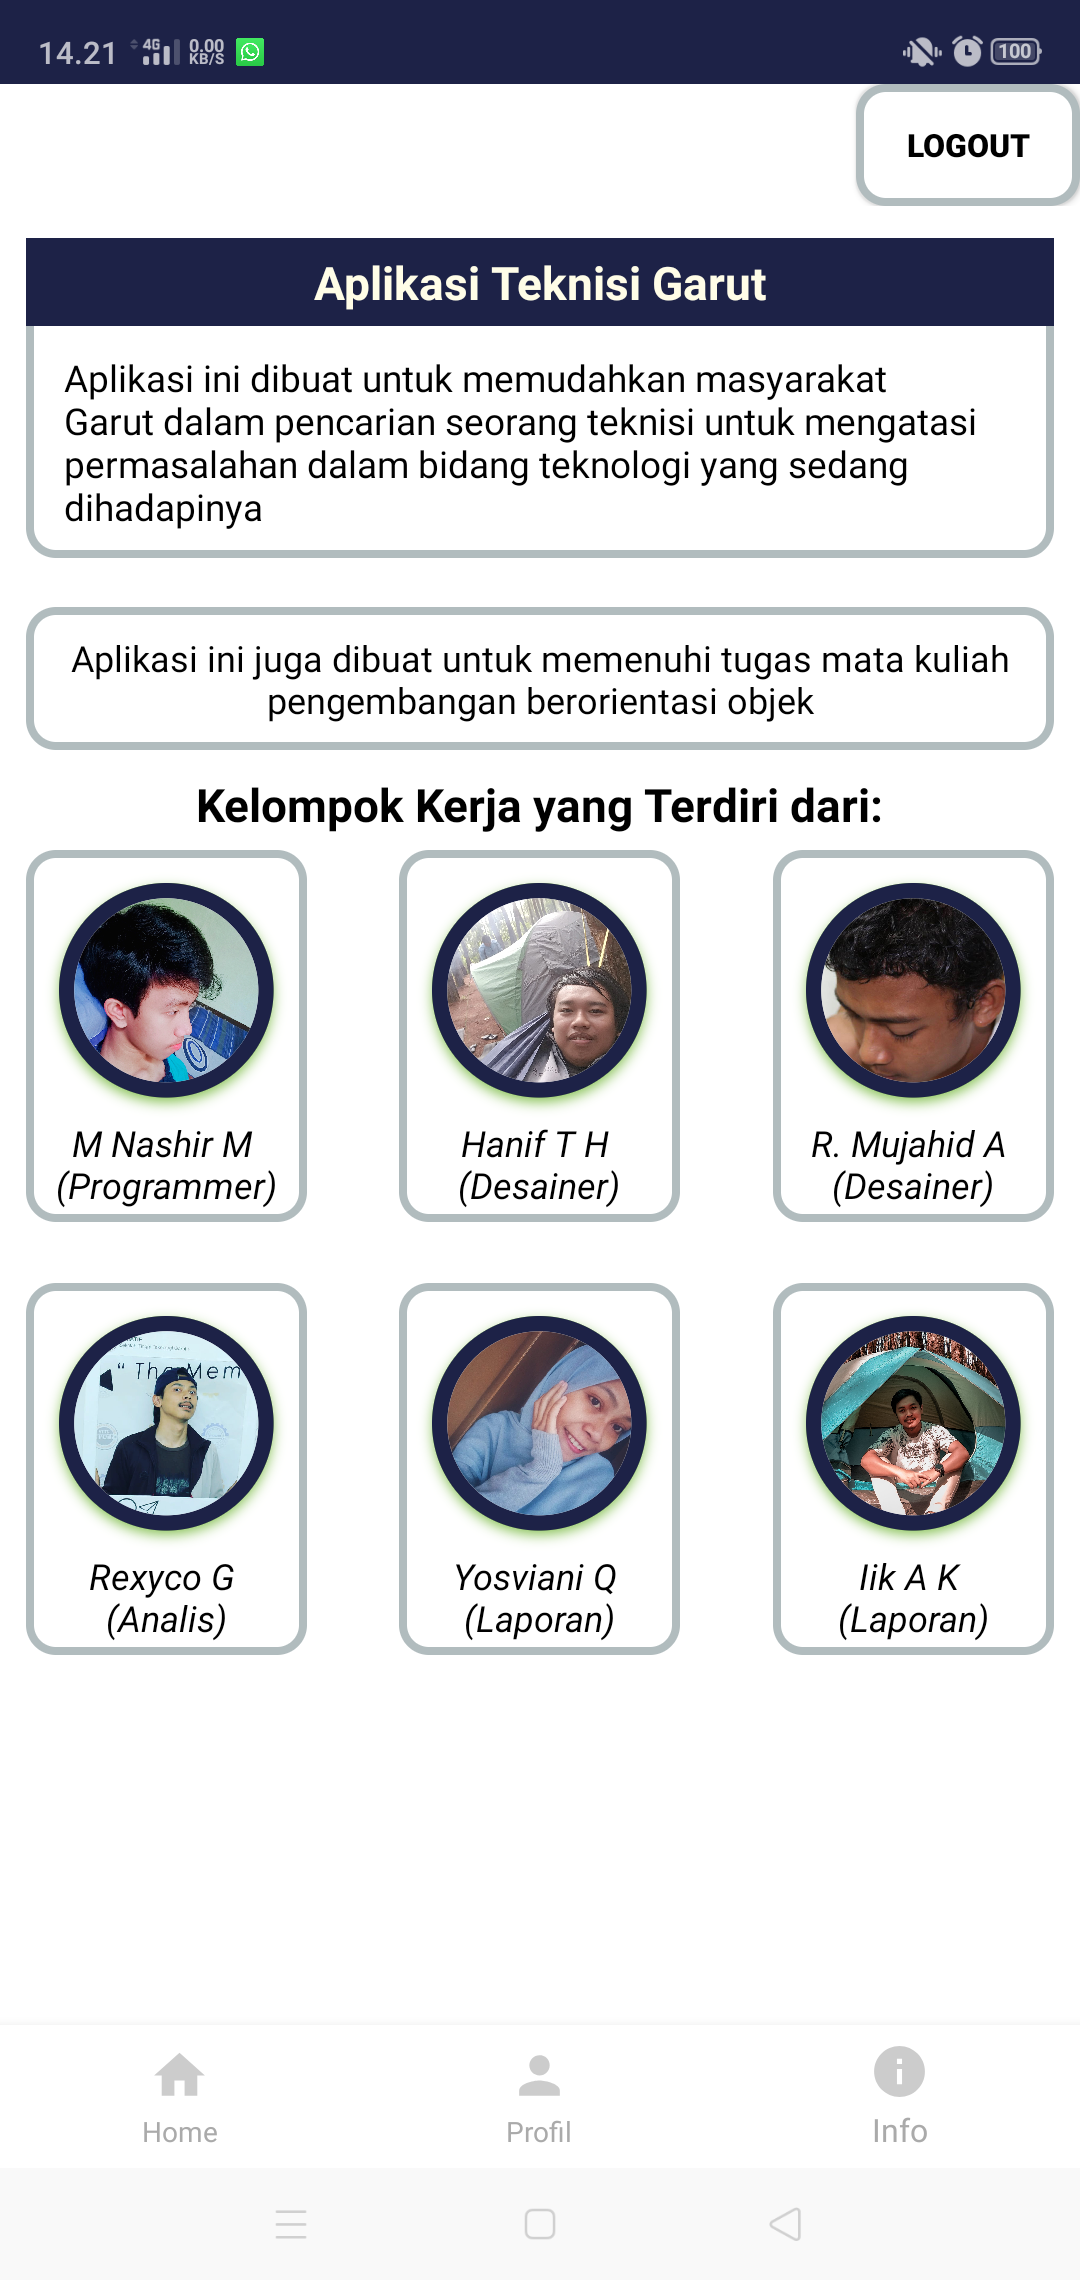 14.21 4G 0.00 KB/S 100
LOGOUT
Aplikasi Teknisi Garut
Aplikasi ini dibuat untuk memudahkan masyarakat
Garut dalam pencarian seorang teknisi untuk mengatasi
permasalahan dalam bidang teknologi yang sedang
dihadapinya
Aplikasi ini juga dibuat untuk memenuhi tugas mata kuliah
pengembangan berorientasi objek
Kelompok Kerja yang Terdiri dari:
M Nashir M
(Programmer)
Hanif T H
(Desainer)
R. Mujahid A
(Desainer)
" The Mem
Rexyco G
(Analis)
Yosviani Q
(Laporan)
Iik A K
(Laporan)
Home
Profil
Info